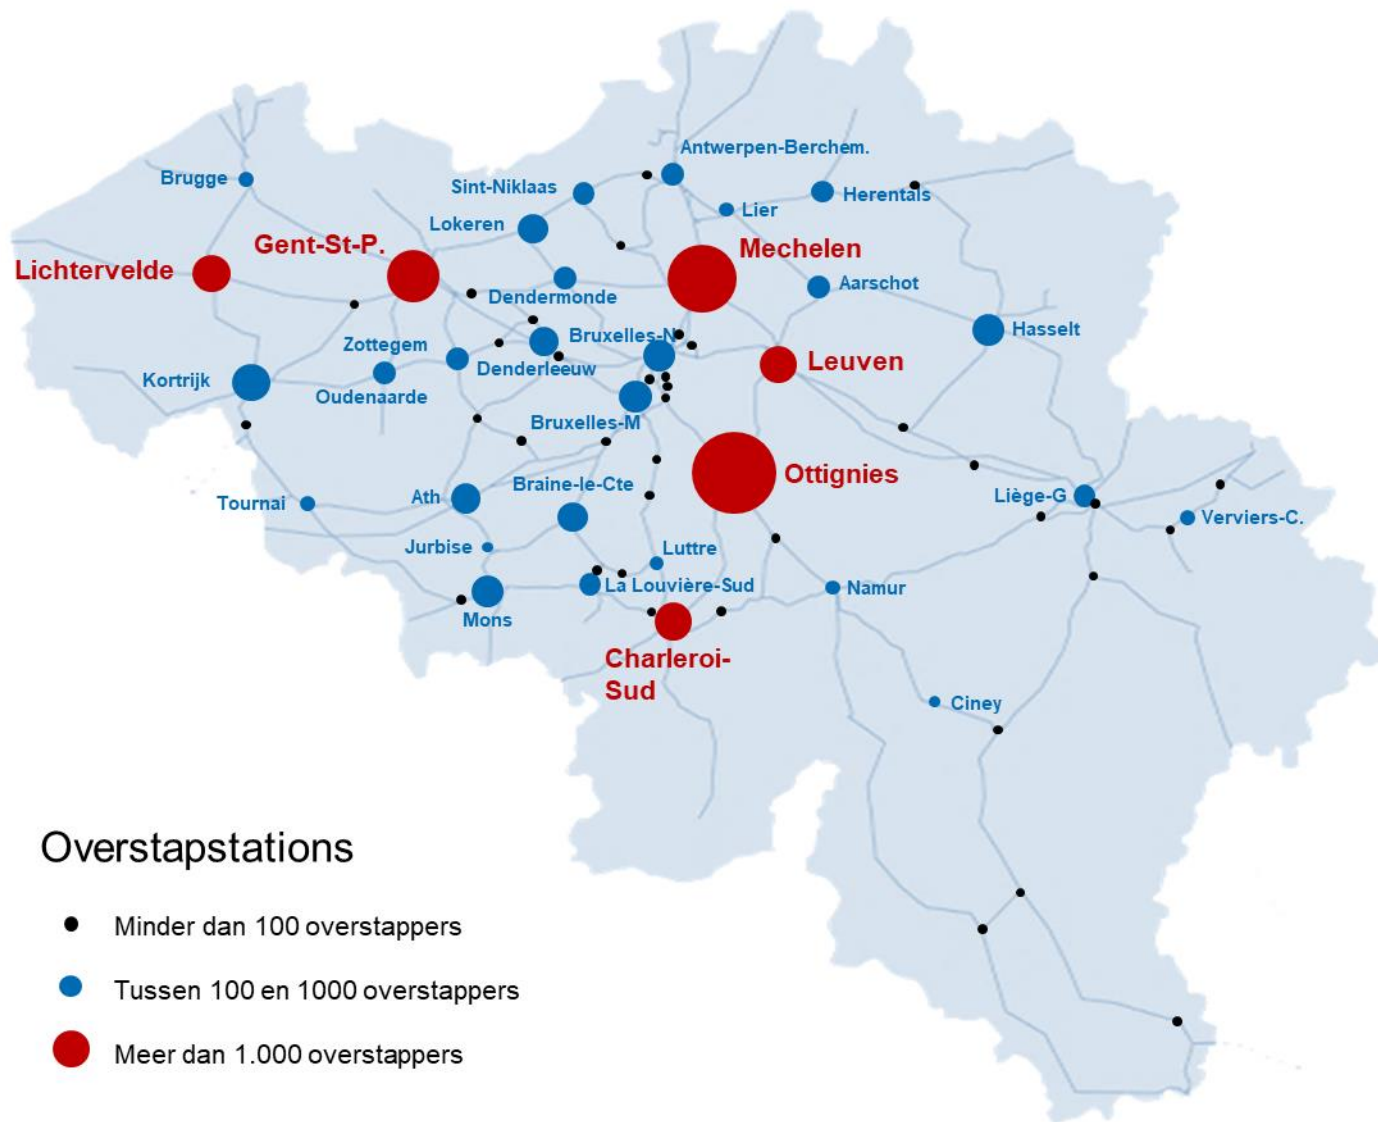 Antwerpen-Berchem.
Brugge
Sint-Niklaas
Herentals
Lier
Lokeren
Gent-St-P.
Mechelen
Lichtervelde
Aarschot
Dendermonde
Hasselt
Bruxelles-N
Zottegem
Leuven
Denderleeuw
Kortrijk
Oudenaarde
Bruxelles-M
Ottignies
Braine-le-Cte
Ath
Liège-G
Tournai
Verviers-C.
Jurbise
Luttre
La Louvière-Sud
Namur
Mons
Charleroi-
Sud
Ciney
Overstapstations
Minder dan 100 overstappers
Tussen 100 en 1000 overstappers
Meer dan 1.000 overstappers